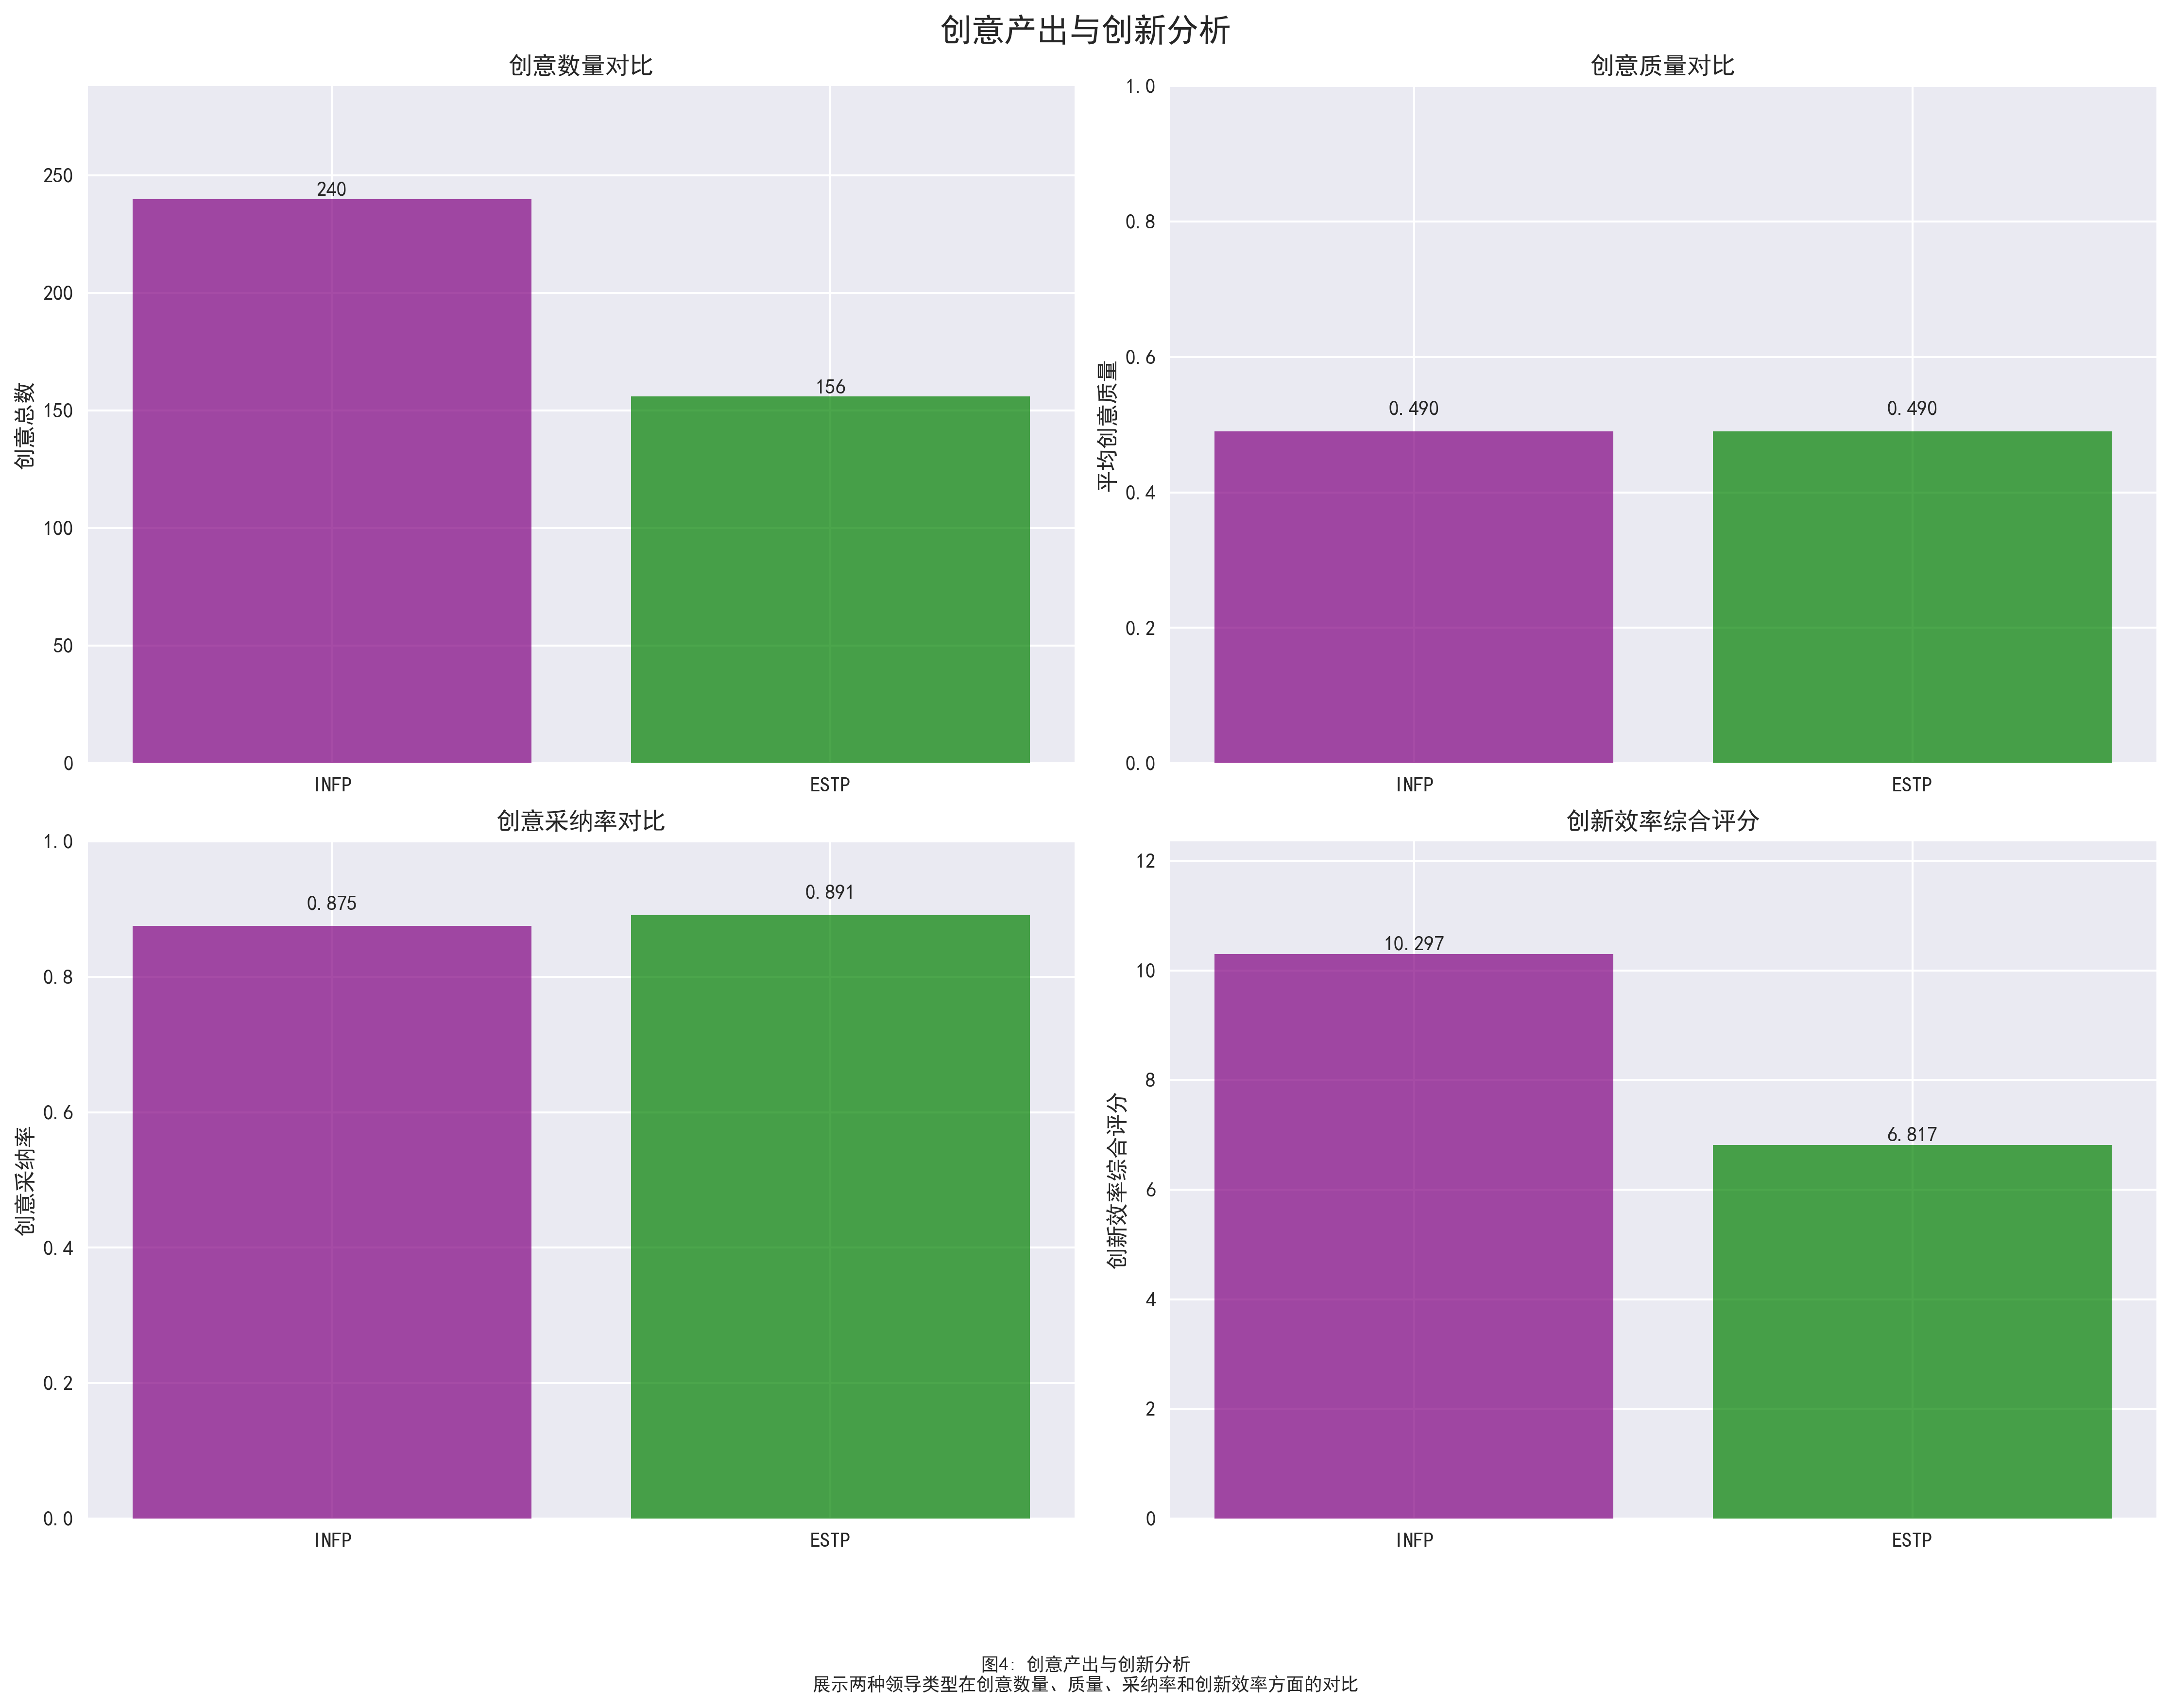 创意产出与创新分析
创意数量对比
创意总数
250
200
150
100
50
0
240
156
INFP
ESTP
创意质量对比
平均创意质量
1.0
0.8
0.6
0.4
0.2
0.0
0.490
0.490
INFP
ESTP
创意采纳率对比
创意采纳率
1.0
0.8
0.6
0.4
0.2
0.0
0.875
0.891
INFP
ESTP
创新效率综合评分
创新效率综合评分
12
10
8
6
4
2
0
10.297
6.817
INFP
ESTP
图4: 创意产出与创新分析
展示两种领导类型在创意数量、质量、采纳率和创新效率方面的对比